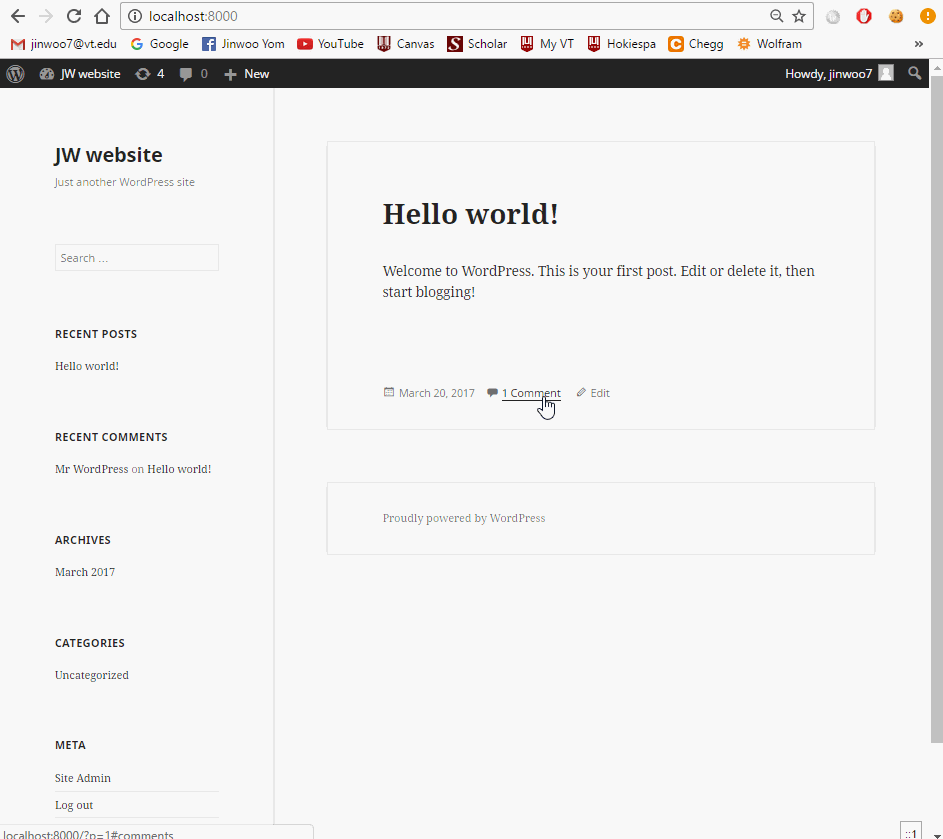 localhost:8000
jinwoo7@vt.edu Google Jinwoo Yom YouTube Canvas Scholar My VT Hokiespa Chegg Wolfram »
JW website 4 0 New Howdy, jinwoo7
JW website
Just another WordPress site
Search ...
RECENT POSTS
Hello world!
RECENT COMMENTS
Mr WordPress on Hello world!
ARCHIVES
March 2017
CATEGORIES
Uncategorized
META
Site Admin
Log out
Hello world!
Welcome to WordPress. This is your first post. Edit or delete it, then
start blogging!
March 20, 2017 1 Comment Edit
Proudly powered by WordPress
localhost:8000/?p=1#comments
::1